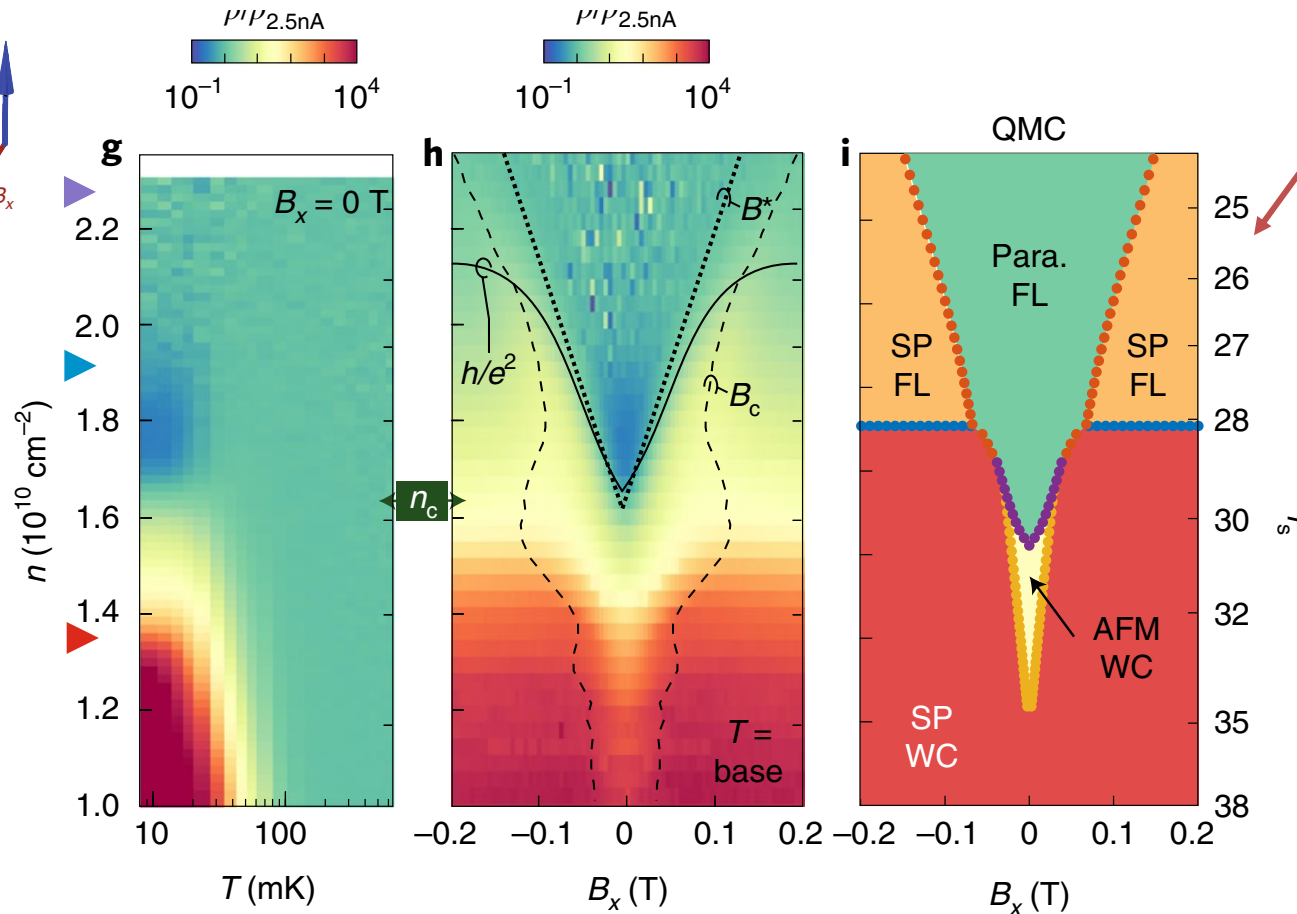 ρ/ρ2.5nA
ρ/ρ2.5nA
10−1
104
10−1
104
Bx
g
Bx = 0 T
2.2
2.0
1.8
1.6
1.4
1.2
1.0
n (1010 cm−2)
10
100
T (mK)
nc
h
B*
h/e2
Bc
T =
base
−0.2
−0.1
0
0.1
0.2
Bx (T)
QMC
i
Para.
FL
SP
FL
SP
FL
AFM
WC
SP
WC
25
26
27
28
30
32
35
38
rs
−0.2
−0.1
0
0.1
0.2
Bx (T)